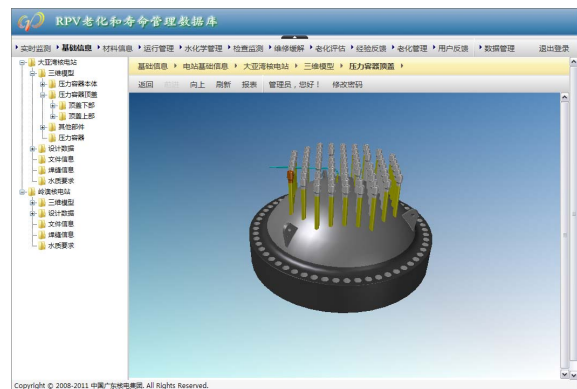 RPV老化和寿命管理数据库
实时监测 基础信息 材料信息 运行管理 水化学管理 检查监测 维修缓解 老化评估 经验反馈 老化管理 用户反馈 数据管理 退出登录
基础信息 电站基础信息 大亚湾核电站 三维模型 压力容器顶盖
返回 向上 刷新 报表 管理员，您好！ 修改密码
大亚湾核电站
三维模型
压力容器本体
压力容器顶盖
顶盖下部
顶盖上部
其他部件
压力容器
设计数据
文件信息
焊缝信息
水质要求
岭澳核电站
三维模型
设计数据
文件信息
焊缝信息
水质要求
Copyright © 2008-2011 中国广东核电集团. All Rights Reserved.